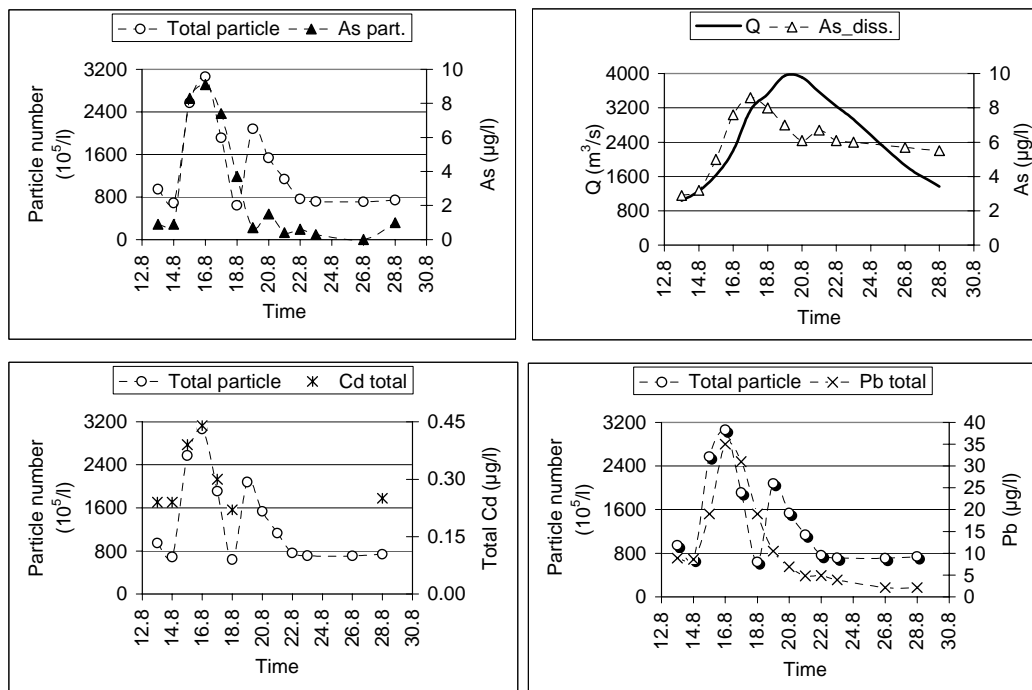 Total particle As part.
Particle number
(10⁵/l)
3200
2400
1600
800
0
10
8
6
4
2
0
As (µg/l)
12.8 14.8 16.8 18.8 20.8 22.8 24.8 26.8 28.8 30.8
Time
Q As_diss.
Q (m³/s)
4000
3200
2400
1600
800
0
10
8
6
4
2
0
As (µg/l)
12.8 14.8 16.8 18.8 20.8 22.8 24.8 26.8 28.8 30.8
Time
Total particle Cd total
Particle number
(10⁵/l)
3200
2400
1600
800
0
0.45
0.30
0.15
0.00
Total Cd (µg/l)
12.8 14.8 16.8 18.8 20.8 22.8 24.8 26.8 28.8 30.8
Time
Total particle Pb total
Particle number
(10⁵/l)
3200
2400
1600
800
0
40
35
30
25
20
15
10
5
0
Pb (µg/l)
12.8 14.8 16.8 18.8 20.8 22.8 24.8 26.8 28.8 30.8
Time